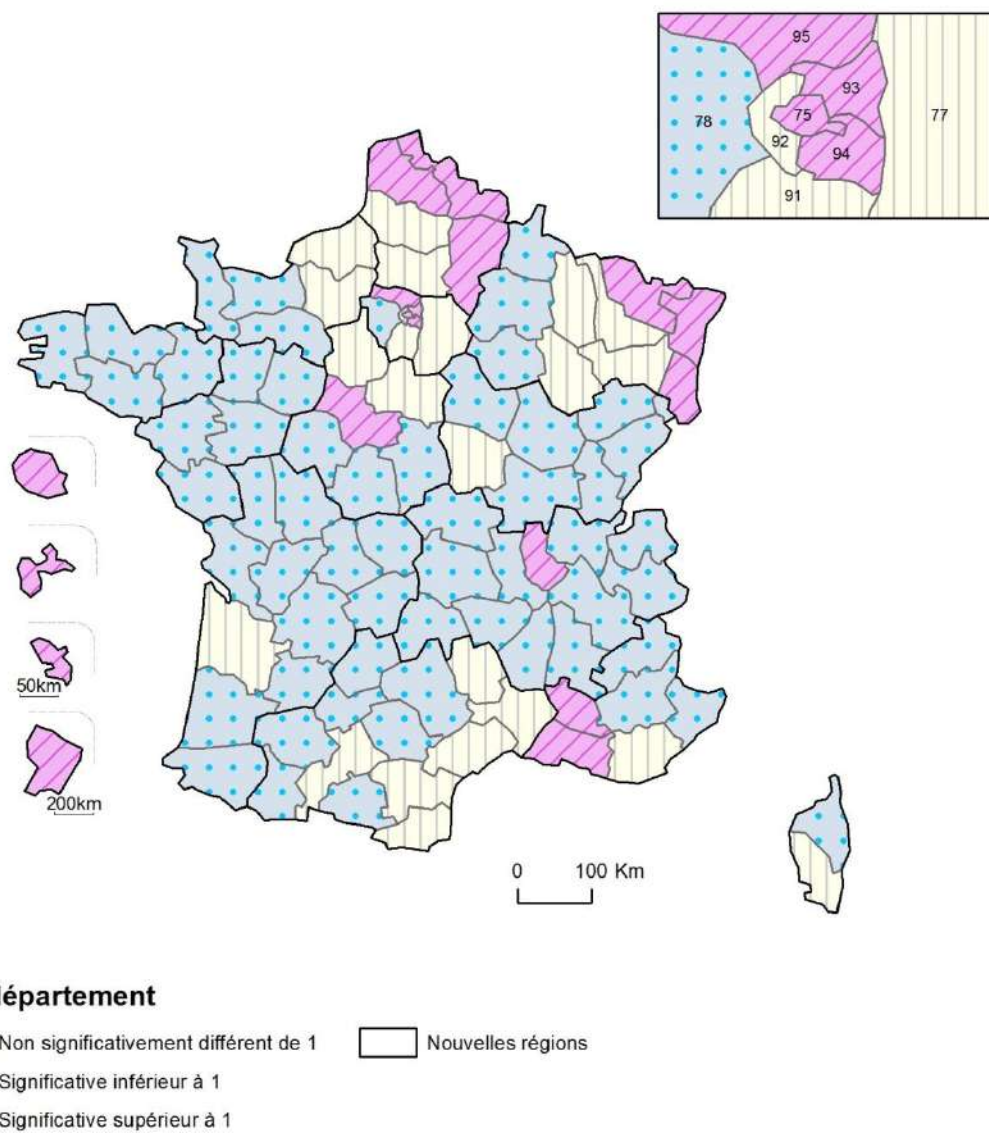 95
93
78
75
77
92
94
91
50km
200km
0 100 Km
département
Non significativement différent de 1
Nouvelles régions
Significative inférieur à 1
Significative supérieur à 1